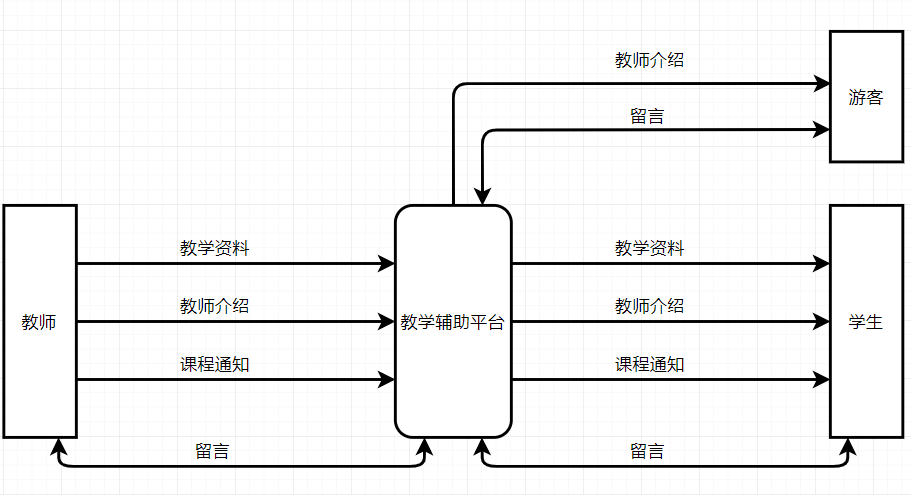 教师介绍
游客
留言
教学资料
教学资料
教师介绍
教师介绍
教师
教学辅助平台
学生
课程通知
课程通知
留言
留言